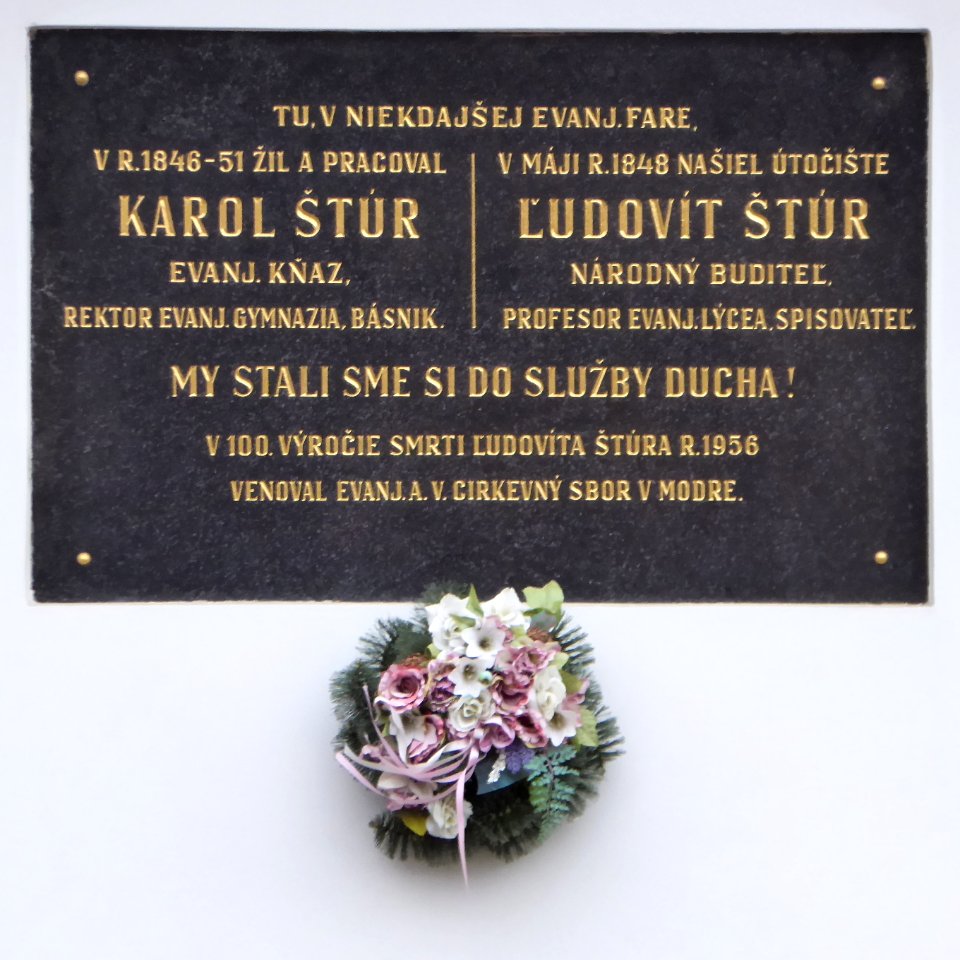 TU, V NIEKDAJŠEJ EVANJ. FARE,
V R. 1846-51 ŽIL A PRACOVAL
KAROL ŠTÚR
EVANJ. KŇAZ,
REKTOR EVANJ. GYMNAZIA, BÁSNIK.
V MÁJI R. 1848 NAŠIEL ÚTOČIŠTE
ĽUDOVÍT ŠTÚR
NÁRODNÝ BUDITEĽ,
PROFESOR EVANJ. LÝCEA, SPISOVATEĽ.
MY STALI SME SI DO SLUŽBY DUCHA!
V 100. VÝROČIE SMRTI ĽUDOVÍTA ŠTÚRA R. 1956
VENOVAL EVANJ. A. V. CIRKEVNÝ SBOR V MODRE.